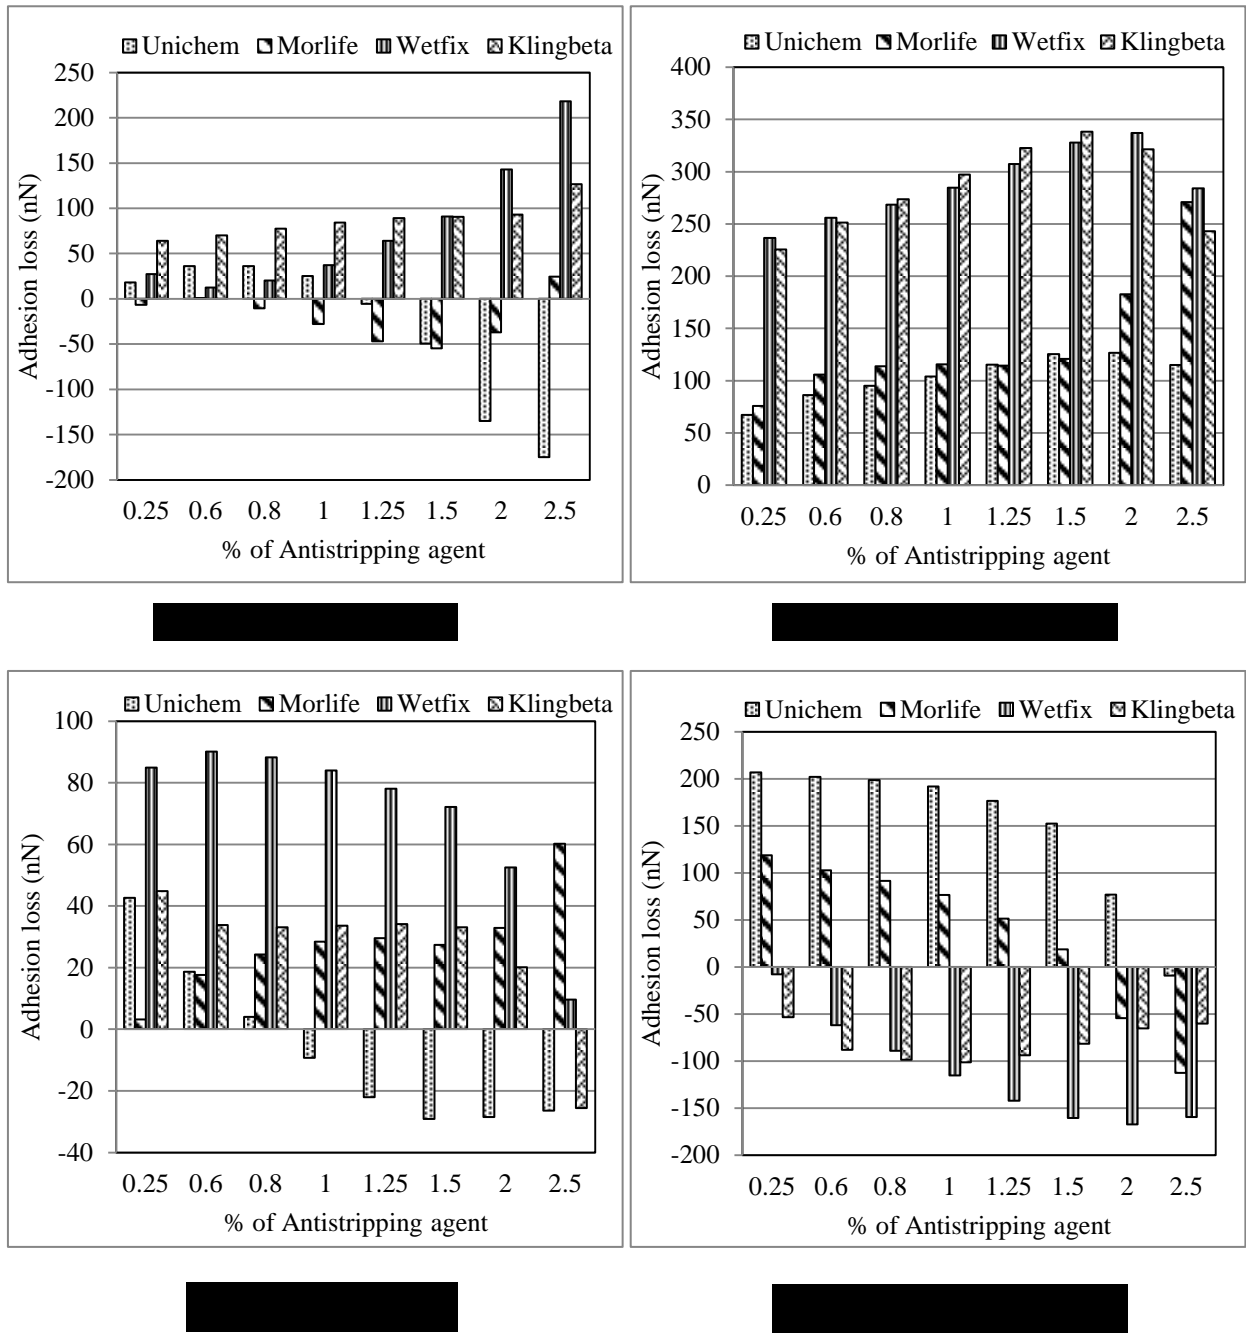 Unichem Morlife Wetfix Klingbeta
250
200
150
100
50
0
-50
-100
-150
-200
Adhesion loss (nN)
0.25 0.6 0.8 1 1.25 1.5 2 2.5
% of Antistripping agent
Unichem Morlife Wetfix Klingbeta
400
350
300
250
200
150
100
50
0
Adhesion loss (nN)
0.25 0.6 0.8 1 1.25 1.5 2 2.5
% of Antistripping agent
Unichem Morlife Wetfix Klingbeta
100
80
60
40
20
0
-20
-40
Adhesion loss (nN)
0.25 0.6 0.8 1 1.25 1.5 2 2.5
% of Antistripping agent
Unichem Morlife Wetfix Klingbeta
250
200
150
100
50
0
-50
-100
-150
-200
Adhesion loss (nN)
0.25 0.6 0.8 1 1.25 1.5 2 2.5
% of Antistripping agent